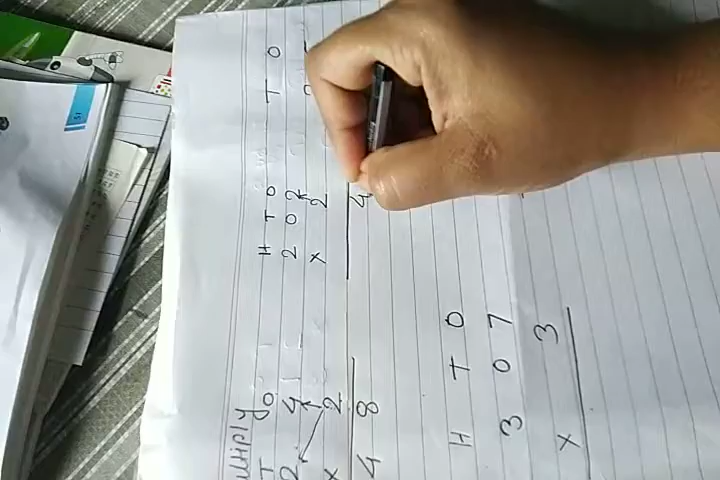 ultiply
T O H T O T O
2 4 2 0 2
x 2 x 2
4 8 4
H T O
3 0 7
x 3